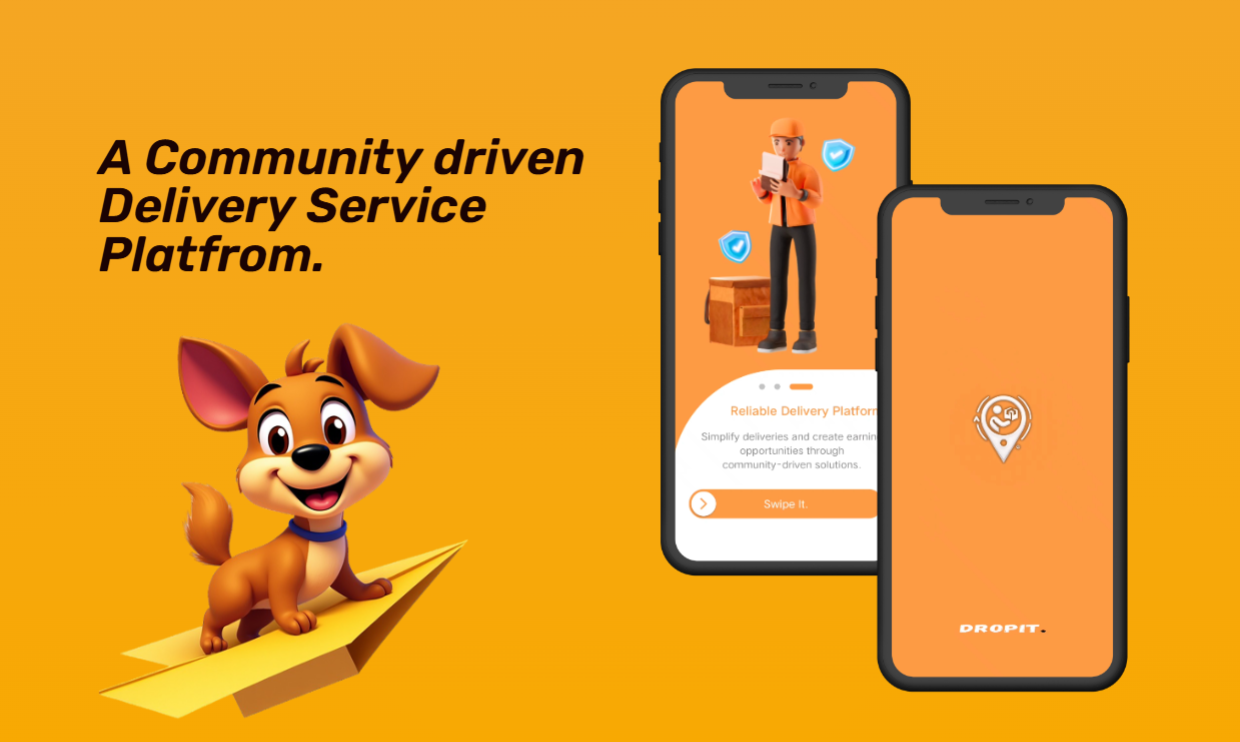 A Community driven
Delivery Service
Platfrom.
Reliable Delivery Platform
Simplify deliveries and create earnin
opportunities through
community-driven solutions.
Swipe It.
DROPIT.